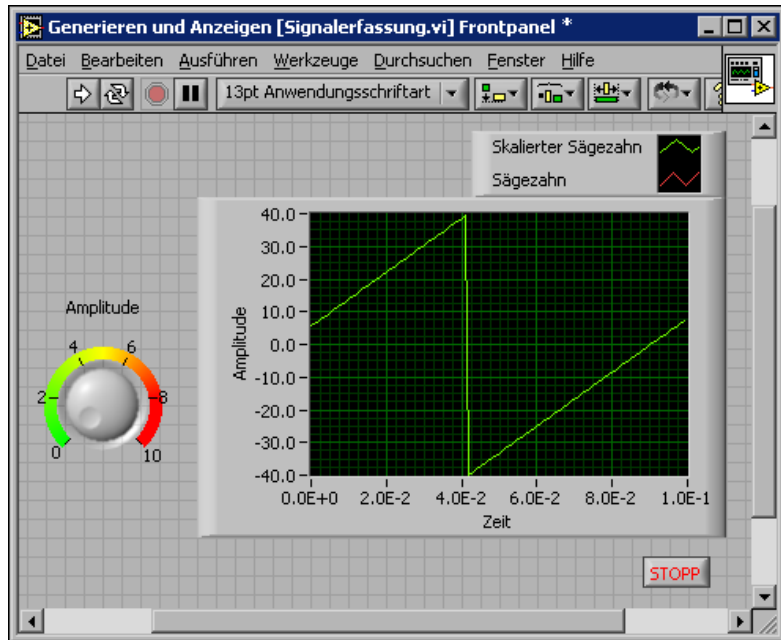 Generieren und Anzeigen [Signalerfassung.vi] Frontpanel *
Datei Bearbeiten Ausführen Werkzeuge Durchsuchen Fenster Hilfe
13pt Anwendungsschriftart
?
Skalierter Sägezahn
Sägezahn
40.0
30.0
20.0
10.0
0.0
-10.0
-20.0
-30.0
-40.0
Amplitude
0.0E+0 2.0E-2 4.0E-2 6.0E-2 8.0E-2 1.0E-1
Zeit
Amplitude
4 6
2 8
0 10
STOPP